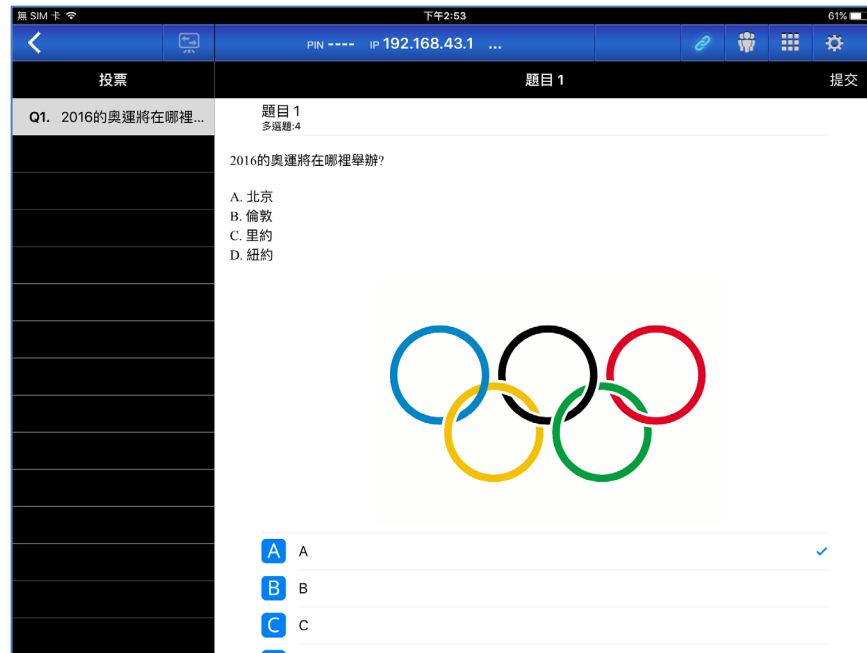 無 SIM 卡 下午2:53 61%
PIN ---- IP 192.168.43.1 ...
投票 題目 1 提交
Q1. 2016的奧運將在哪裡...
題目 1
多選題:4
2016的奧運將在哪裡舉辦?
A. 北京
B. 倫敦
C. 里約
D. 紐約
A A
B B
C C